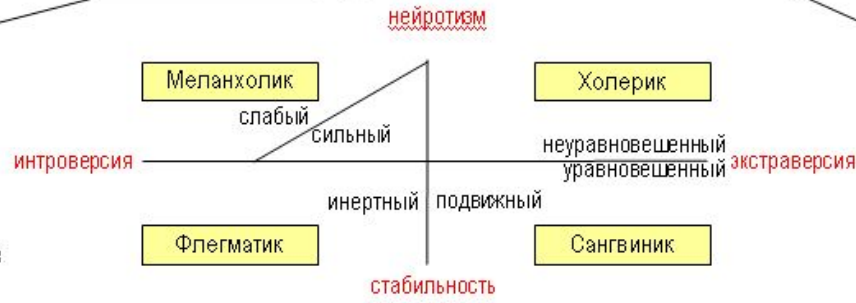 нейротизм
Меланхолик
Холерик
слабый
сильный
неуравновешенный
интроверсия
экстраверсия
уравновешенный
инертный
подвижный
Флегматик
Сангвиник
стабильность